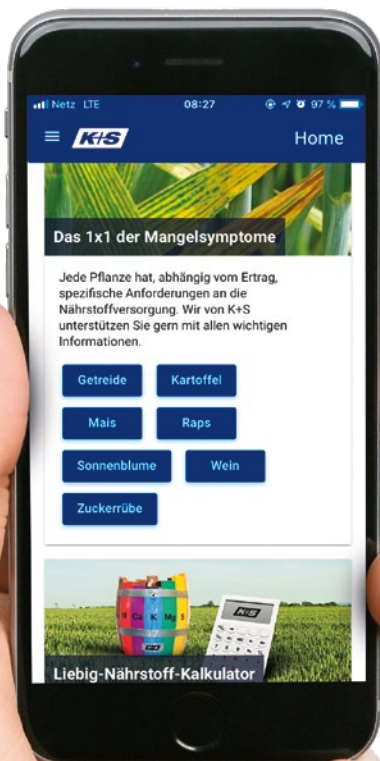 Netz LTE 08:27 97 %
K+S Home
Das 1x1 der Mangelsymptome
Jede Pflanze hat, abhängig vom Ertrag,
spezifische Anforderungen an die
Nährstoffversorgung. Wir von K+S
unterstützen Sie gern mit allen wichtigen
Informationen.
Getreide Kartoffel
Mais Raps
Sonnenblume Wein
Zuckerrübe
K+S
Ca K Mg S
K+S
Liebig-Nährstoff-Kalkulator